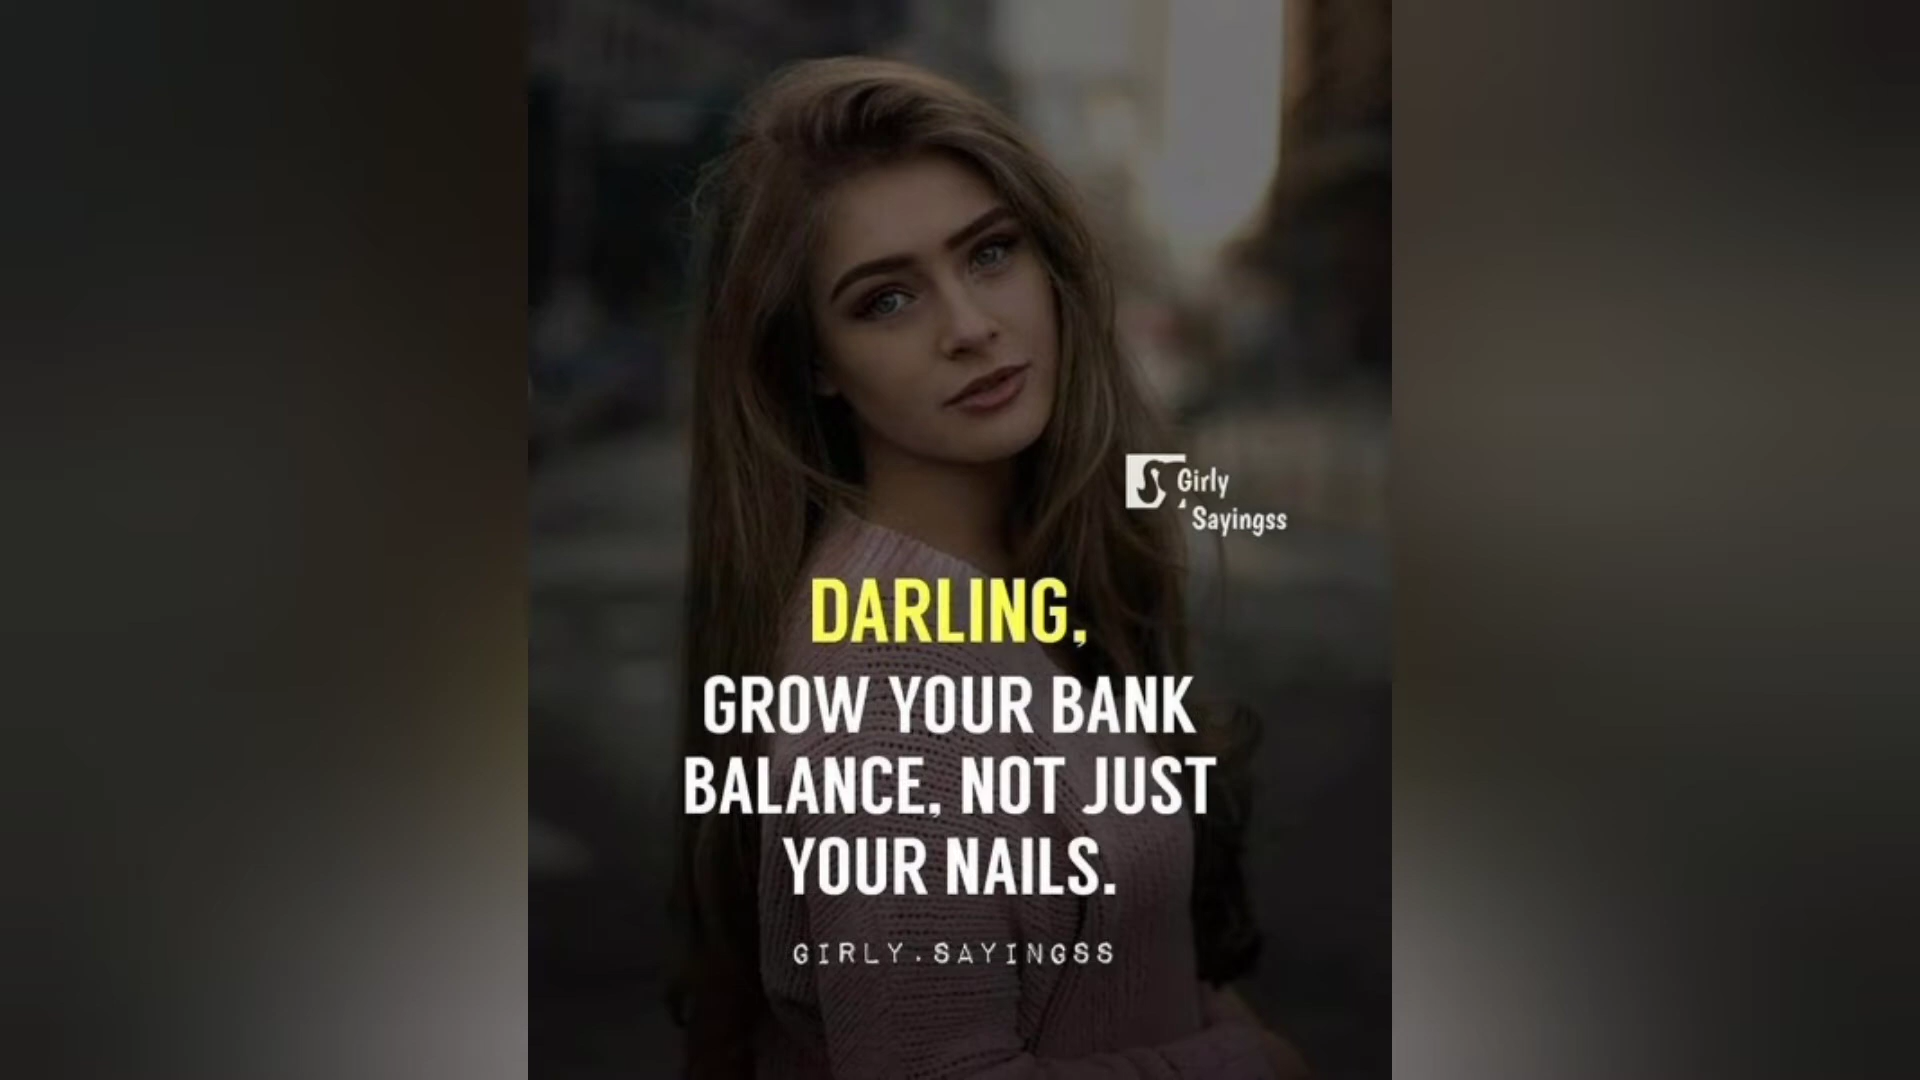 Girly
Sayingss
DARLING,
GROW YOUR BANK
BALANCE, NOT JUST
YOUR NAILS.
GIRLY.SAYINGSS